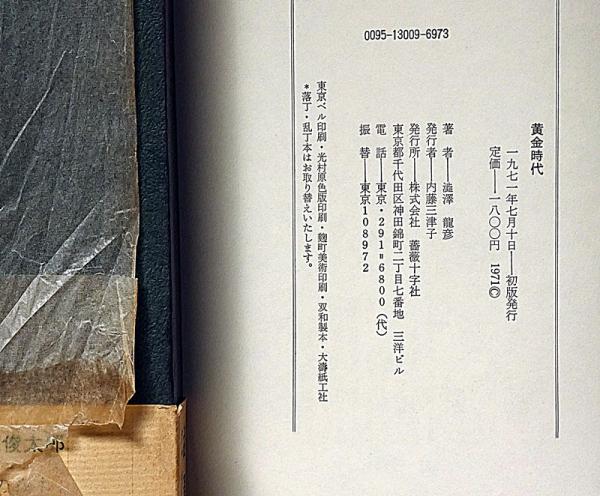 0095-13009-6973
黄金時代
一九七一年七月十日――初版発行
定価――一八〇〇円　1971©
著　者――澁澤　龍彦
発行者――内藤三津子
発行所――株式会社　薔薇十字社
東京都千代田区神田錦町二丁目七番地　三洋ビル
電　話――東京・291＝6800（代）
振　替――東京108972
東京ベル印刷・光村原色版印刷・麹町美術印刷・双和製本・大濤紙工社
＊落丁・乱丁本はお取り替えいたします。
俊太郎